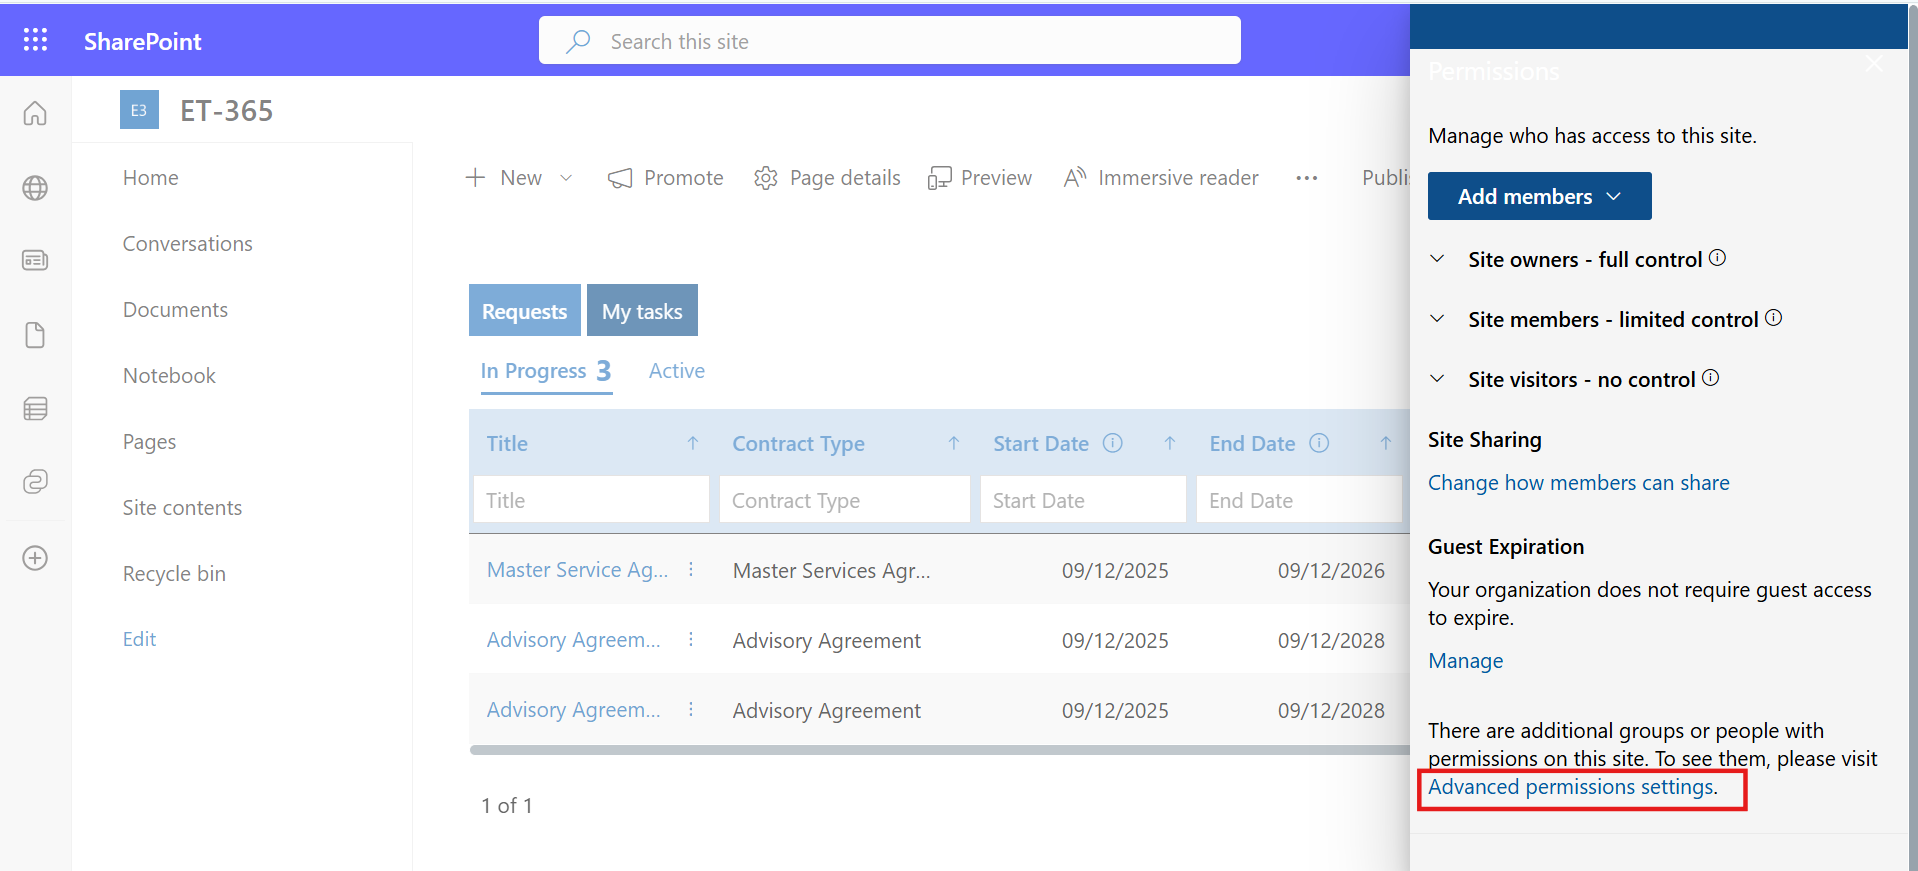 SharePoint
Search this site
E3
ET-365
Home
Conversations
Documents
Notebook
Pages
Site contents
Recycle bin
Edit
New
Promote
Page details
Preview
Immersive reader
Requests
My tasks
In Progress 3
Active
Title
Contract Type
Start Date
End Date
Title
Contract Type
Start Date
End Date
Master Service Ag...
Master Services Agr...
09/12/2025
09/12/2026
Advisory Agreem...
Advisory Agreement
09/12/2025
09/12/2028
Advisory Agreem...
Advisory Agreement
09/12/2025
09/12/2028
1 of 1
Permissions
Manage who has access to this site.
Add members
Site owners - full control
Site members - limited control
Site visitors - no control
Site Sharing
Change how members can share
Guest Expiration
Your organization does not require guest access
to expire.
Manage
There are additional groups or people with
permissions on this site. To see them, please visit
Advanced permissions settings.